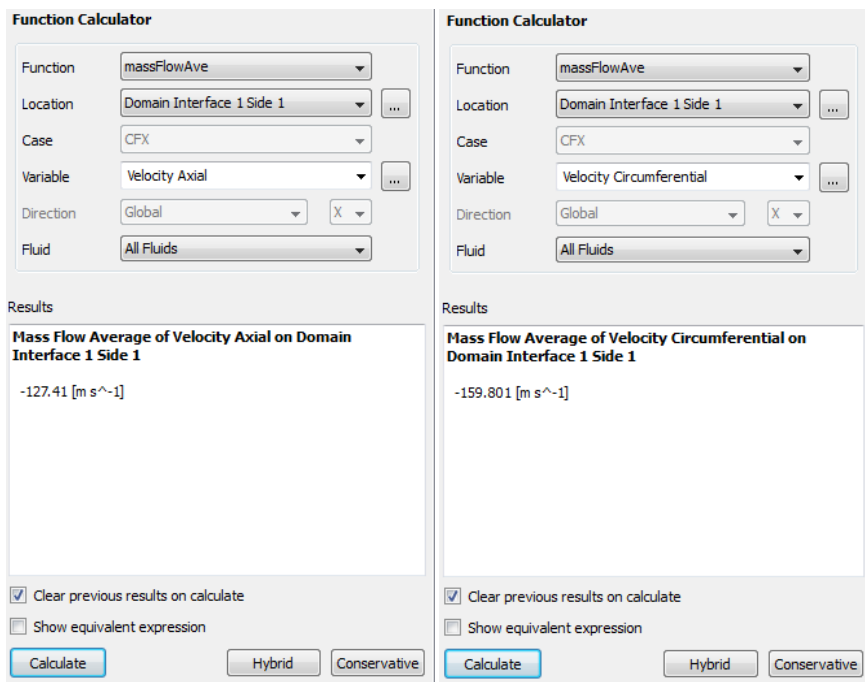 Function Calculator
Function massFlowAve
Location Domain Interface 1 Side 1 ...
Case CFX
Variable Velocity Axial ...
Direction Global X
Fluid All Fluids
Results
Mass Flow Average of Velocity Axial on Domain
Interface 1 Side 1
-127.41 [m s^-1]
Clear previous results on calculate
Show equivalent expression
Calculate Hybrid Conservative
Function Calculator
Function massFlowAve
Location Domain Interface 1 Side 1 ...
Case CFX
Variable Velocity Circumferential ...
Direction Global X
Fluid All Fluids
Results
Mass Flow Average of Velocity Circumferential on
Domain Interface 1 Side 1
-159.801 [m s^-1]
Clear previous results on calculate
Show equivalent expression
Calculate Hybrid Conservative